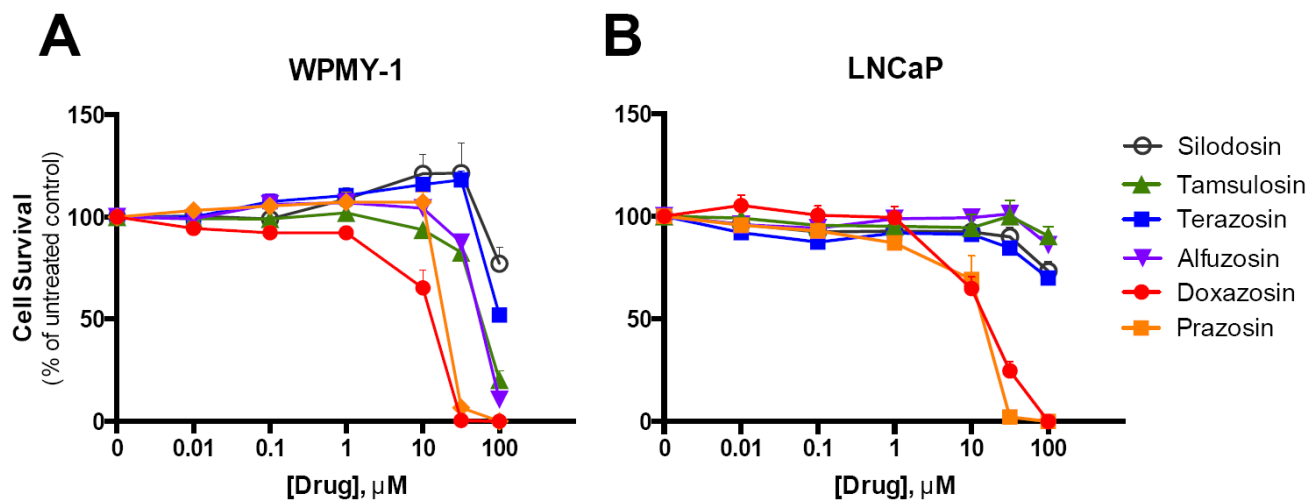 A
WPMY-1
Cell Survival
(% of untreated control)
150
100
50
0
0
0.01
0.1
1
10
100
[Drug], μM
B
LNCaP
150
100
50
0
0
0.01
0.1
1
10
100
[Drug], μM
Silodosin
Tamsulosin
Terazosin
Alfuzosin
Doxazosin
Prazosin